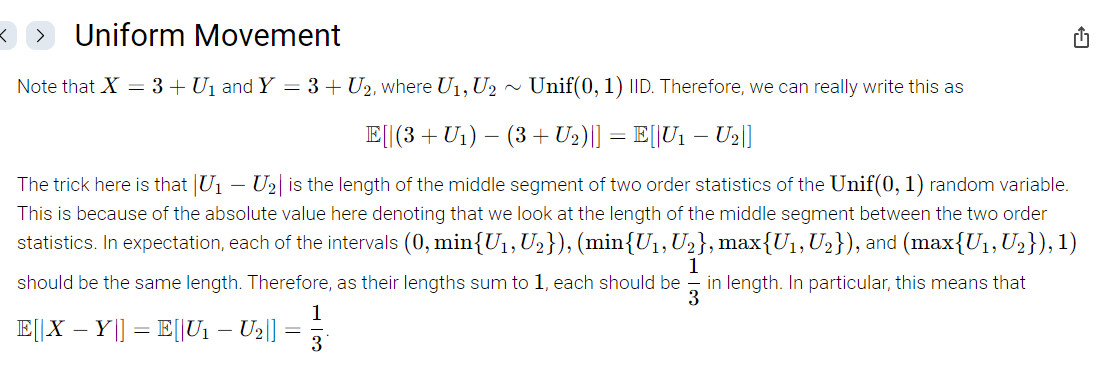 Uniform Movement
Note that X = 3 + U₁ and Y = 3 + U₂, where U₁, U₂ ∼ Unif(0, 1) IID. Therefore, we can really write this as
𝔼[|(3 + U₁) − (3 + U₂)|] = 𝔼[|U₁ − U₂|]
The trick here is that |U₁ − U₂| is the length of the middle segment of two order statistics of the Unif(0, 1) random variable.
This is because of the absolute value here denoting that we look at the length of the middle segment between the two order
statistics. In expectation, each of the intervals (0, min{U₁, U₂}), (min{U₁, U₂}, max{U₁, U₂}), and (max{U₁, U₂}), 1)
should be the same length. Therefore, as their lengths sum to 1, each should be 1/3 in length. In particular, this means that
𝔼[|X − Y|] = 𝔼[|U₁ − U₂|] = 1/3.